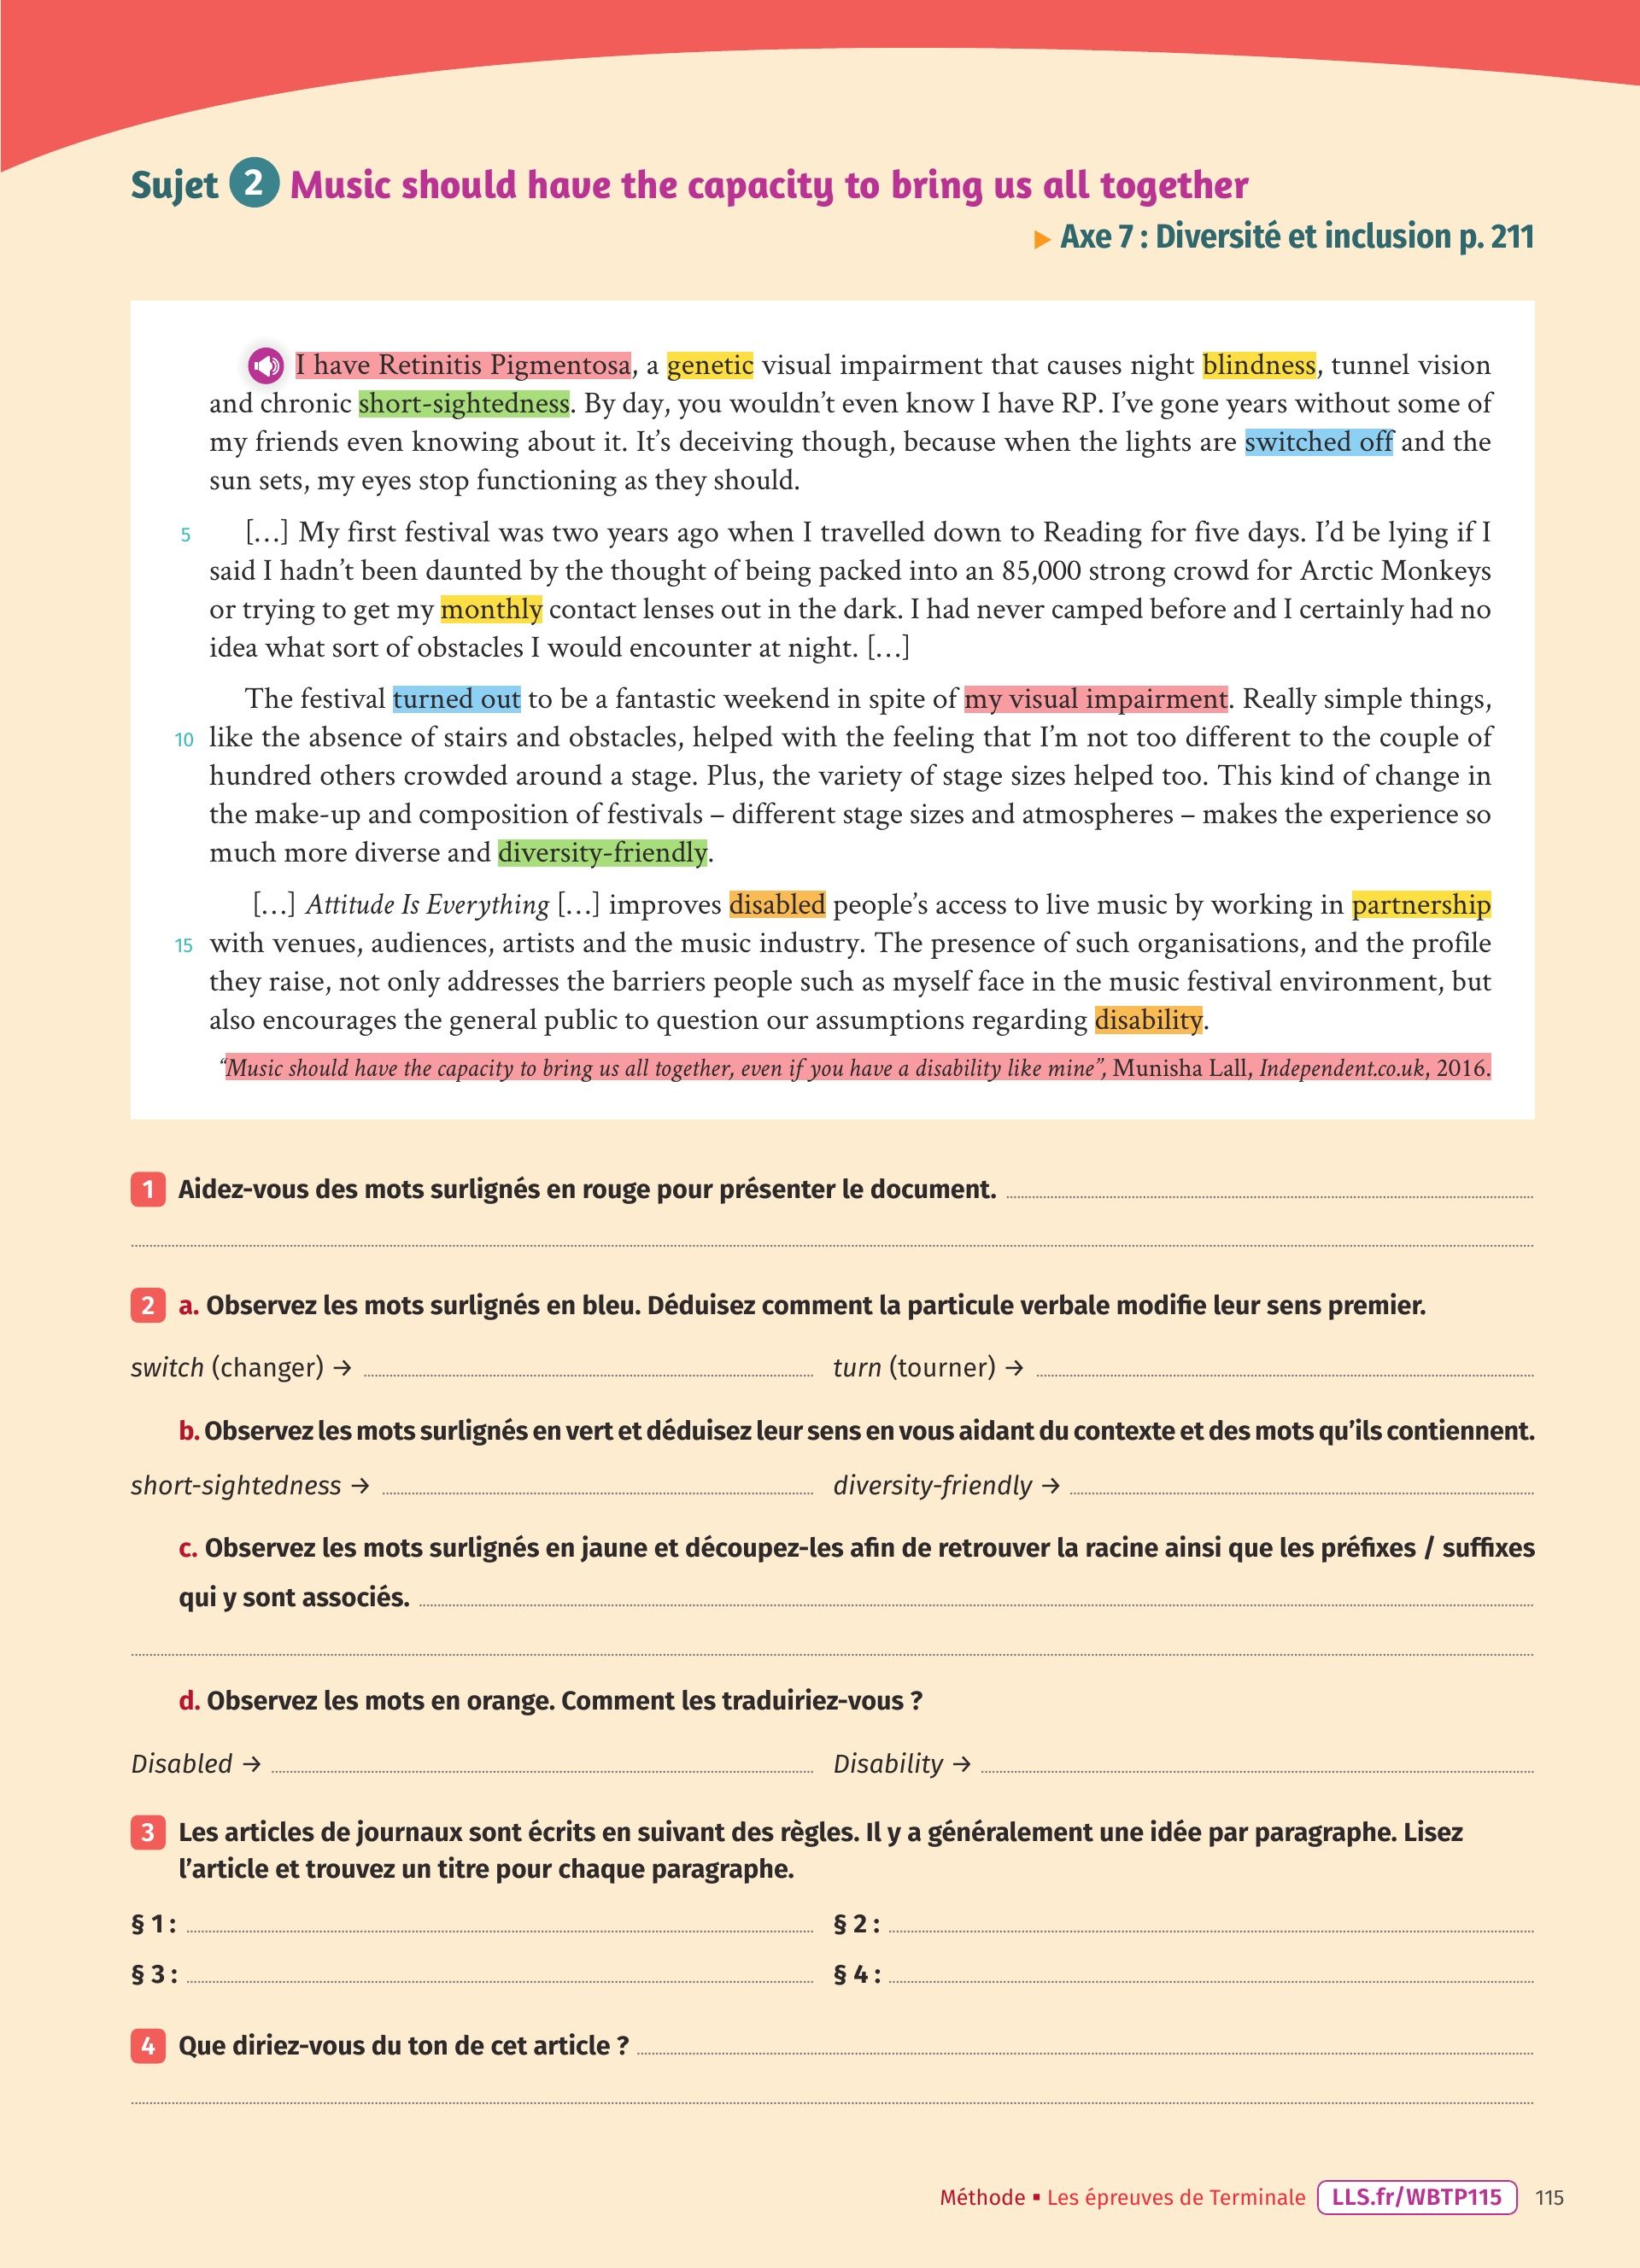 Sujet 2 Music should have the capacity to bring us all together
▶ Axe 7 : Diversité et inclusion p. 211
I have Retinitis Pigmentosa, a genetic visual impairment that causes night blindness, tunnel vision
and chronic short-sightedness. By day, you wouldn’t even know I have RP. I’ve gone years without some of
my friends even knowing about it. It’s deceiving though, because when the lights are switched off and the
sun sets, my eyes stop functioning as they should.
5 […] My first festival was two years ago when I travelled down to Reading for five days. I’d be lying if I
said I hadn’t been daunted by the thought of being packed into an 85,000 strong crowd for Arctic Monkeys
or trying to get my monthly contact lenses out in the dark. I had never camped before and I certainly had no
idea what sort of obstacles I would encounter at night. […]
The festival turned out to be a fantastic weekend in spite of my visual impairment. Really simple things,
10 like the absence of stairs and obstacles, helped with the feeling that I’m not too different to the couple of
hundred others crowded around a stage. Plus, the variety of stage sizes helped too. This kind of change in
the make-up and composition of festivals – different stage sizes and atmospheres – makes the experience so
much more diverse and diversity-friendly.
[…] Attitude Is Everything […] improves disabled people’s access to live music by working in partnership
15 with venues, audiences, artists and the music industry. The presence of such organisations, and the profile
they raise, not only addresses the barriers people such as myself face in the music festival environment, but
also encourages the general public to question our assumptions regarding disability.
“Music should have the capacity to bring us all together, even if you have a disability like mine”, Munisha Lall, Independent.co.uk, 2016.
1 Aidez-vous des mots surlignés en rouge pour présenter le document.
2 a. Observez les mots surlignés en bleu. Déduisez comment la particule verbale modifie leur sens premier.
switch (changer) → turn (tourner) →
b. Observez les mots surlignés en vert et déduisez leur sens en vous aidant du contexte et des mots qu’ils contiennent.
short-sightedness → diversity-friendly →
c. Observez les mots surlignés en jaune et découpez-les afin de retrouver la racine ainsi que les préfixes / suffixes
qui y sont associés.
d. Observez les mots en orange. Comment les traduiriez-vous ?
Disabled → Disability →
3 Les articles de journaux sont écrits en suivant des règles. Il y a généralement une idée par paragraphe. Lisez
l’article et trouvez un titre pour chaque paragraphe.
§ 1 : § 2 :
§ 3 : § 4 :
4 Que diriez-vous du ton de cet article ?
Méthode ▪ Les épreuves de Terminale LLS.fr/WBTP115 115